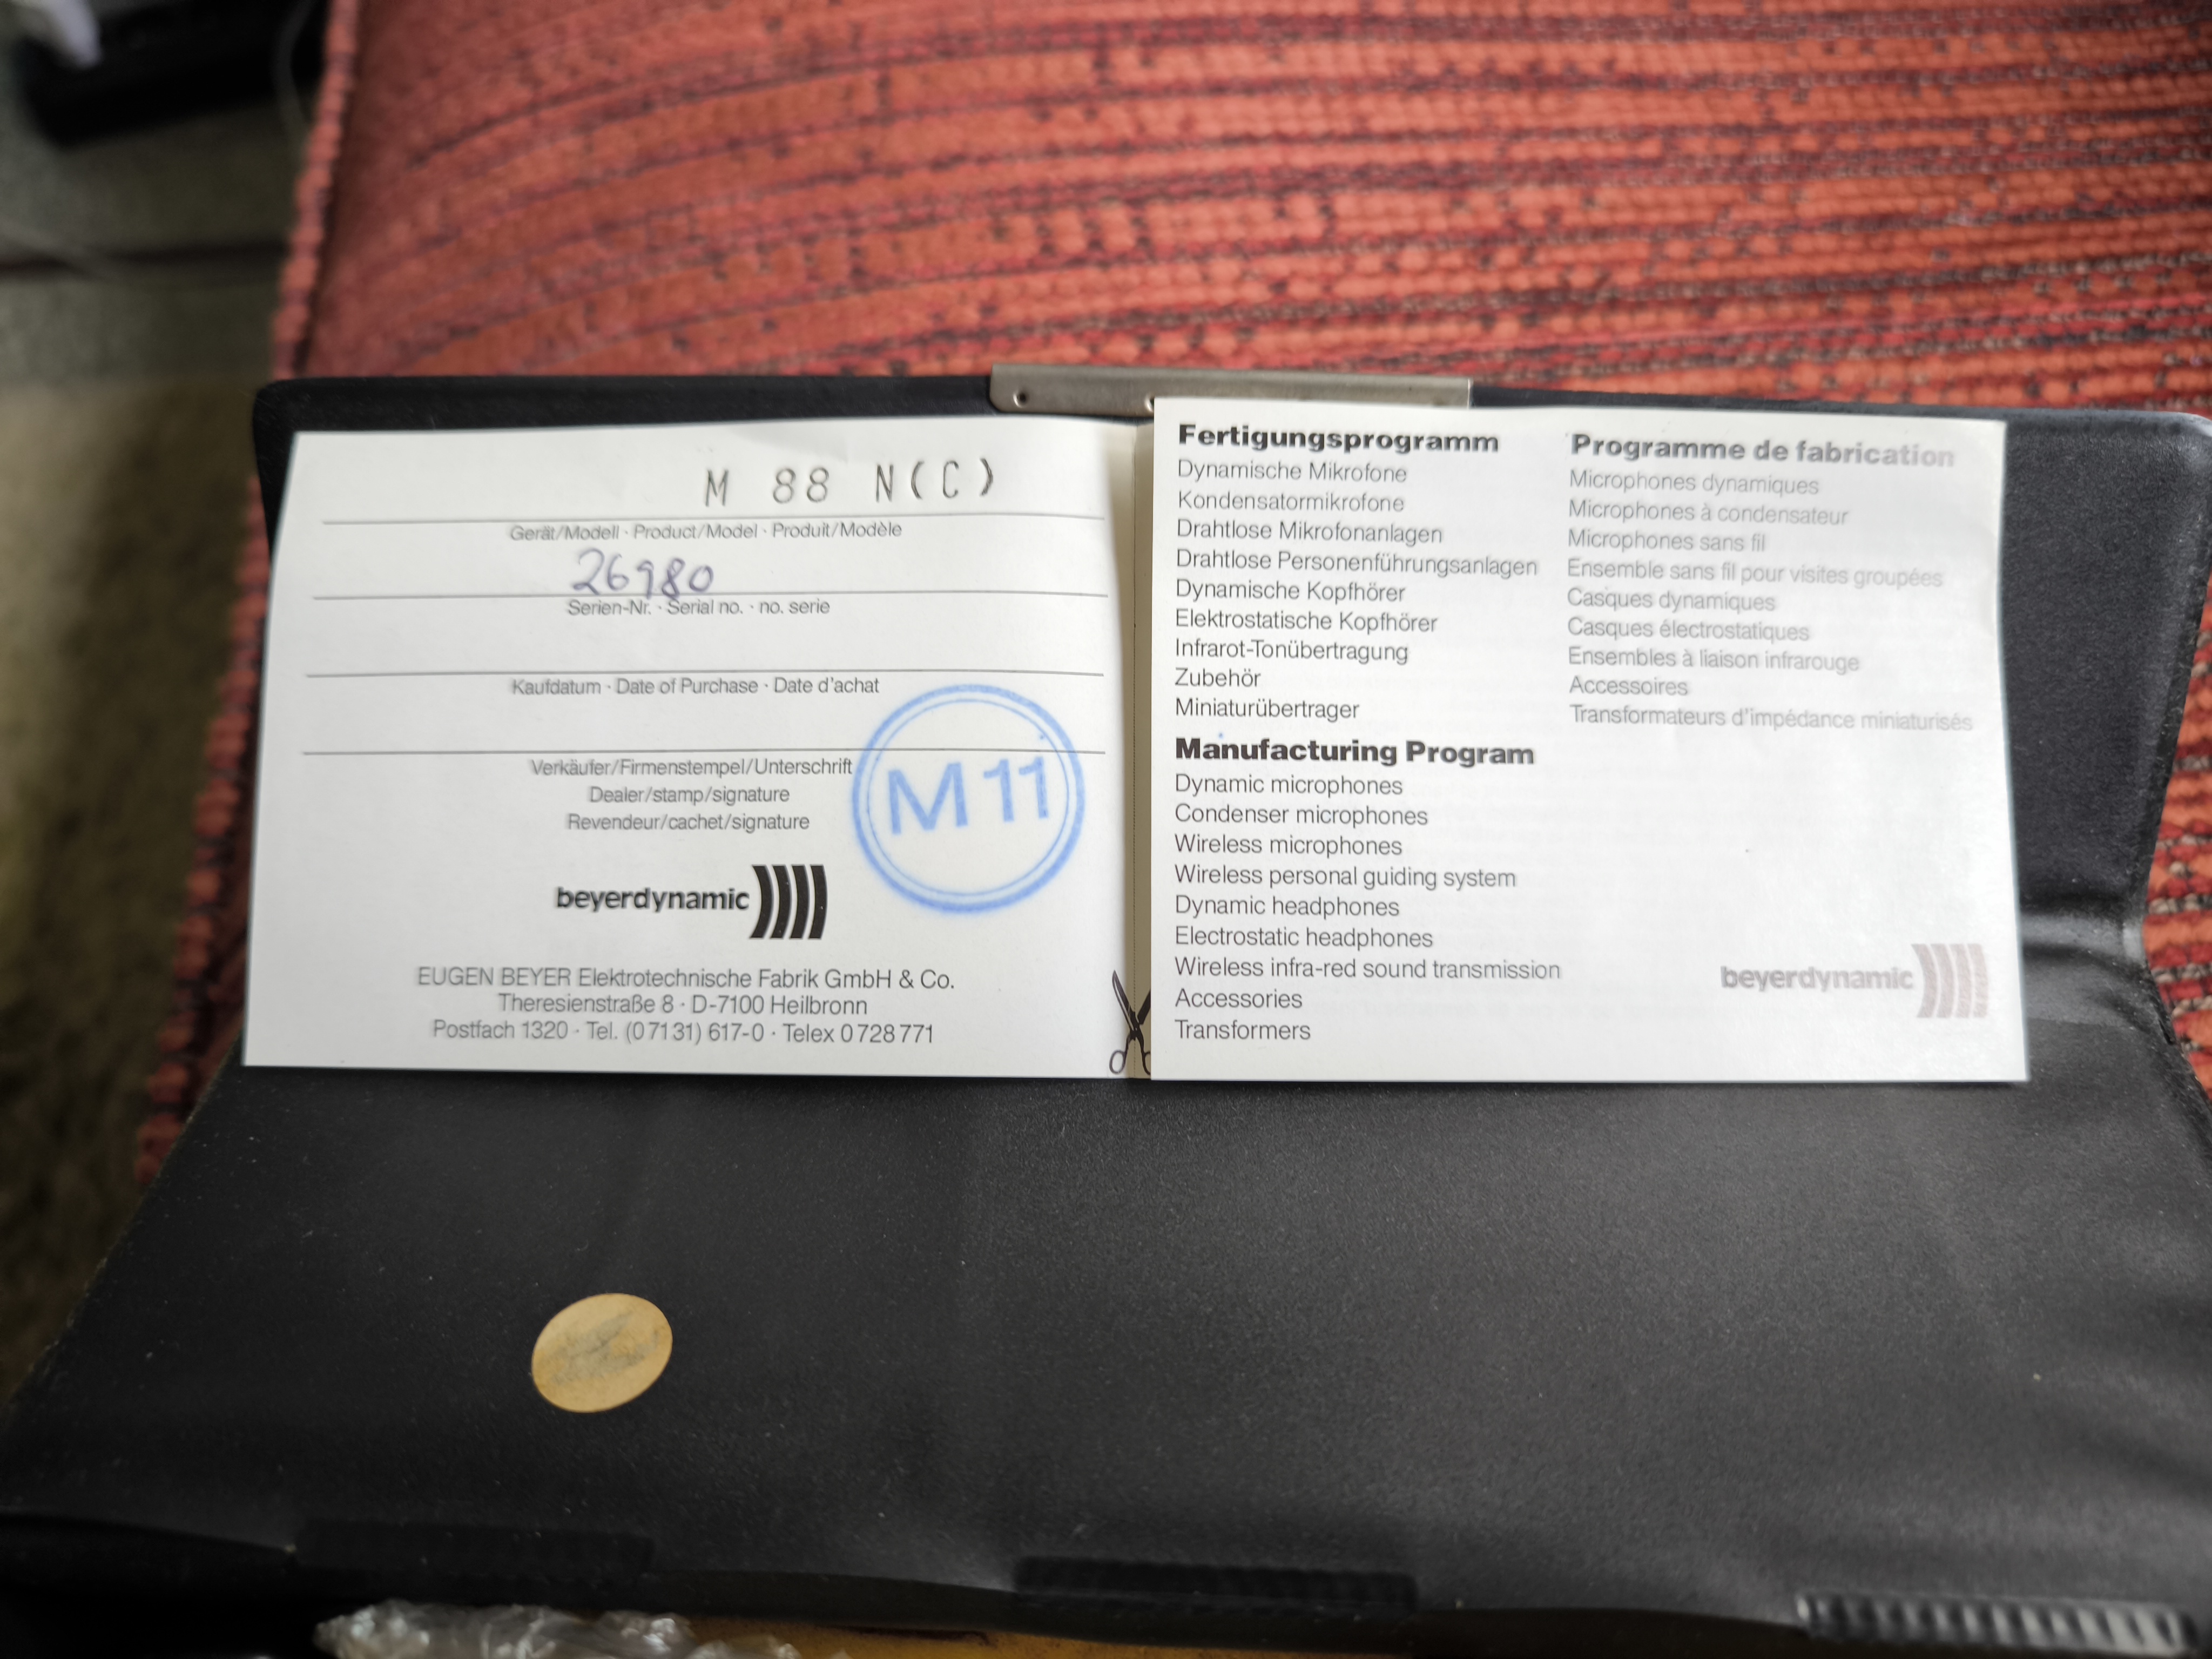 M 88 N(C)
Gerät/Modell · Product/Model · Produit/Modèle
26980
Serien-Nr. · Serial no. · no. serie
Kaufdatum · Date of Purchase · Date d'achat
Verkäufer/Firmenstempel/Unterschrift
Dealer/stamp/signature
Revendeur/cachet/signature
M 11
beyerdynamic
EUGEN BEYER Elektrotechnische Fabrik GmbH & Co.
Theresienstraße 8 · D-7100 Heilbronn
Postfach 1320 · Tel. (07131) 617-0 · Telex 0728771
Fertigungsprogramm
Dynamische Mikrofone
Kondensatormikrofone
Drahtlose Mikrofonanlagen
Drahtlose Personenführungsanlagen
Dynamische Kopfhörer
Elektrostatische Kopfhörer
Infrarot-Tonübertragung
Zubehör
Miniaturübertrager
Manufacturing Program
Dynamic microphones
Condenser microphones
Wireless microphones
Wireless personal guiding system
Dynamic headphones
Electrostatic headphones
Wireless infra-red sound transmission
Accessories
Transformers
Programme de fabrication
Microphones dynamiques
Microphones à condensateur
Microphones sans fil
Ensemble sans fil pour visites groupées
Casques dynamiques
Casques électrostatiques
Ensembles à liaison infrarouge
Accessoires
Transformateurs d'impédance miniaturisés
beyerdynamic